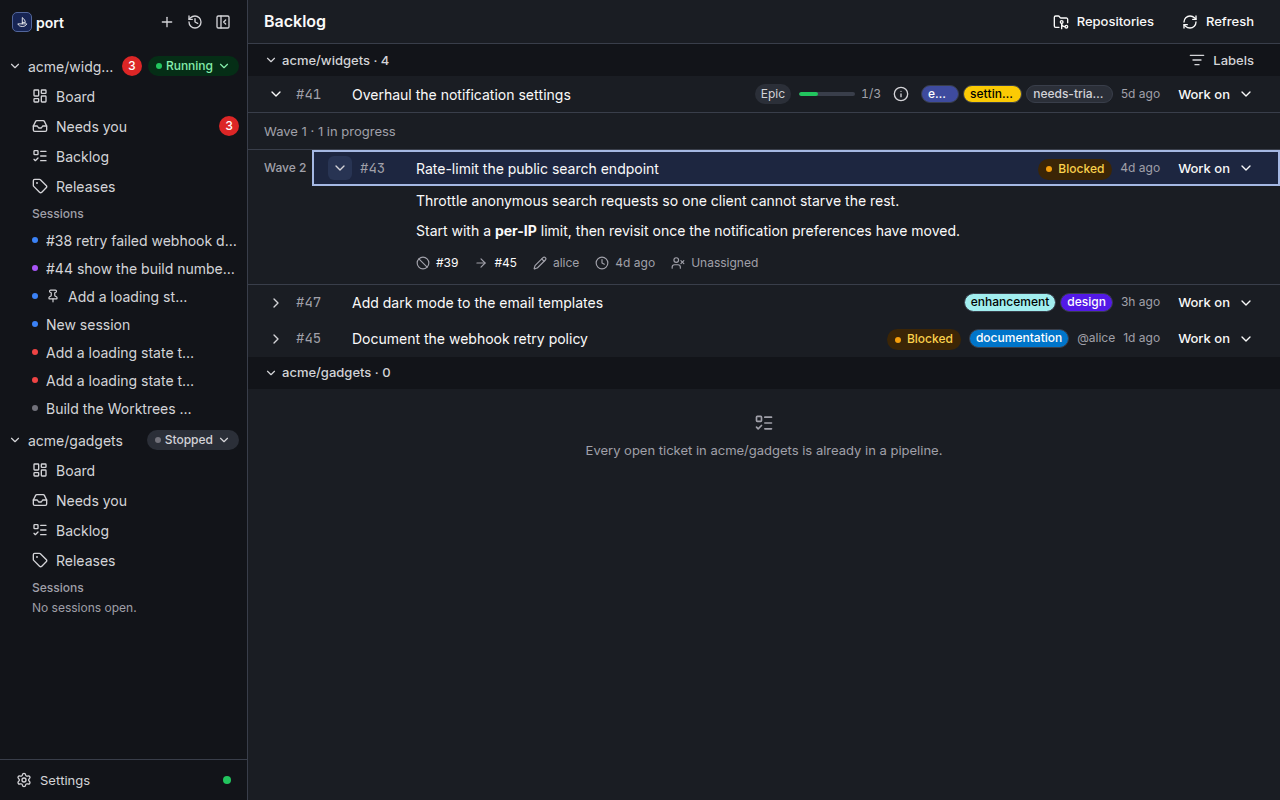 port
acme/widg... 3 Running
Board
Needs you 3
Backlog
Releases
Sessions
#38 retry failed webhook d...
#44 show the build numbe...
Add a loading st...
New session
Add a loading state t...
Add a loading state t...
Build the Worktrees ...
acme/gadgets Stopped
Board
Needs you
Backlog
Releases
Sessions
No sessions open.
Settings
Backlog Repositories Refresh
acme/widgets · 4 Labels
#41 Overhaul the notification settings Epic 1/3 e... settin... needs-tria... 5d ago Work on
Wave 1 · 1 in progress
Wave 2 #43 Rate-limit the public search endpoint Blocked 4d ago Work on
Throttle anonymous search requests so one client cannot starve the rest.
Start with a per-IP limit, then revisit once the notification preferences have moved.
#39 #45 alice 4d ago Unassigned
#47 Add dark mode to the email templates enhancement design 3h ago Work on
#45 Document the webhook retry policy Blocked documentation @alice 1d ago Work on
acme/gadgets · 0
Every open ticket in acme/gadgets is already in a pipeline.